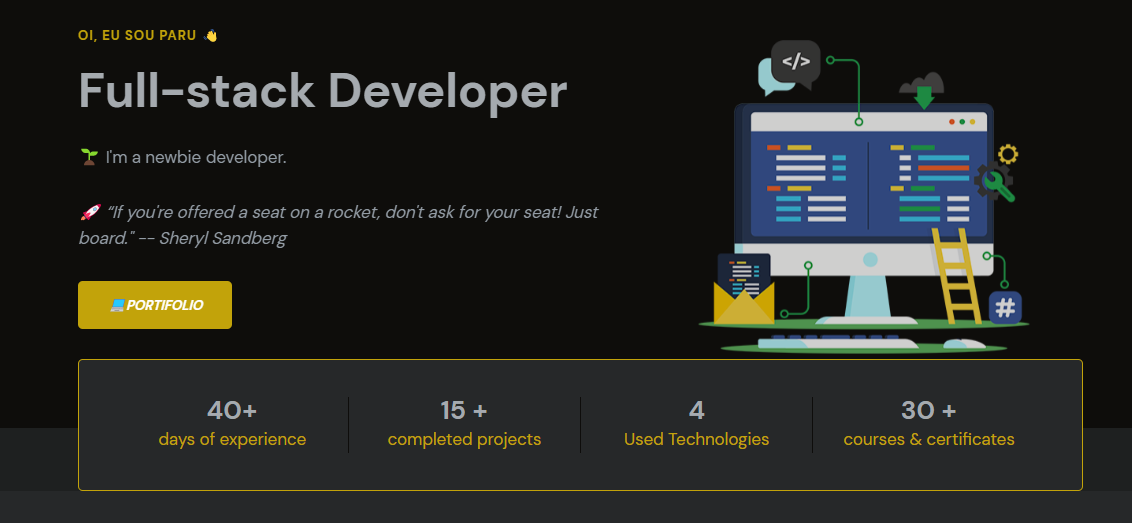 OI, EU SOU PARU 👋
Full-stack Developer
</>
🌱 I'm a newbie developer.
🚀 “If you're offered a seat on a rocket, don't ask for your seat! Just
board." -- Sheryl Sandberg
💻PORTIFOLIO
#
40+
days of experience
15 +
completed projects
4
Used Technologies
30 +
courses & certificates